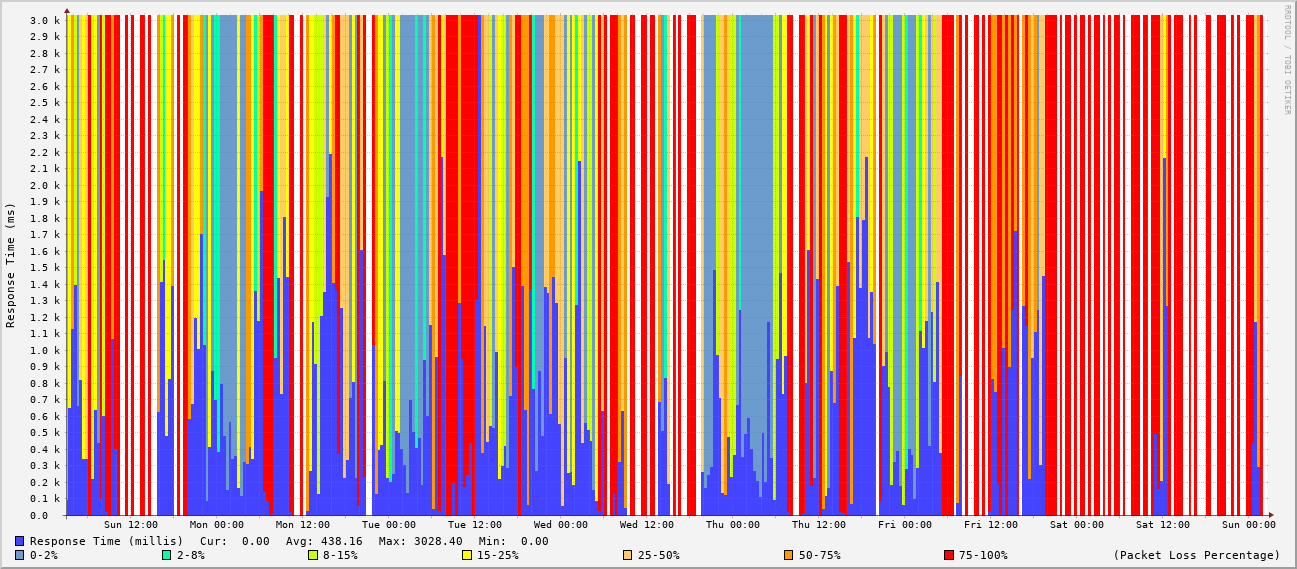 3.0 k
2.9 k
2.8 k
2.7 k
2.6 k
2.5 k
2.4 k
2.3 k
2.2 k
2.1 k
2.0 k
1.9 k
1.8 k
1.7 k
1.6 k
1.5 k
1.4 k
1.3 k
1.2 k
1.1 k
1.0 k
0.9 k
0.8 k
0.7 k
0.6 k
0.5 k
0.4 k
0.3 k
0.2 k
0.1 k
0.0
Response Time (ms)
RRDTOOL / TOBI OETIKER
Sun 12:00 Mon 00:00 Mon 12:00 Tue 00:00 Tue 12:00 Wed 00:00 Wed 12:00 Thu 00:00 Thu 12:00 Fri 00:00 Fri 12:00 Sat 00:00 Sat 12:00 Sun 00:00
Response Time (millis) Cur: 0.00 Avg: 438.16 Max: 3028.40 Min: 0.00
0-2% 2-8% 8-15% 15-25% 25-50% 50-75% 75-100% (Packet Loss Percentage)